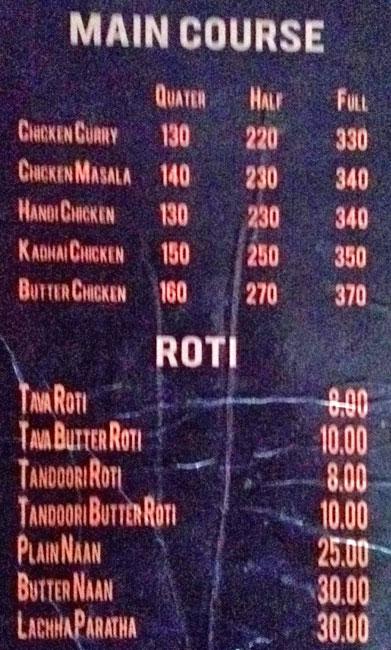 MAIN COURSE
QUATER HALF FULL
CHICKEN CURRY 130 220 330
CHICKEN MASALA 140 230 340
HANDI CHICKEN 130 230 340
KADHAI CHICKEN 150 250 350
BUTTER CHICKEN 160 270 370
ROTI
TAVA ROTI 8.00
TAVA BUTTER ROTI 10.00
TANDOORI ROTI 8.00
TANDOORI BUTTER ROTI 10.00
PLAIN NAAN 25.00
BUTTER NAAN 30.00
LACHHA PARATHA 30.00